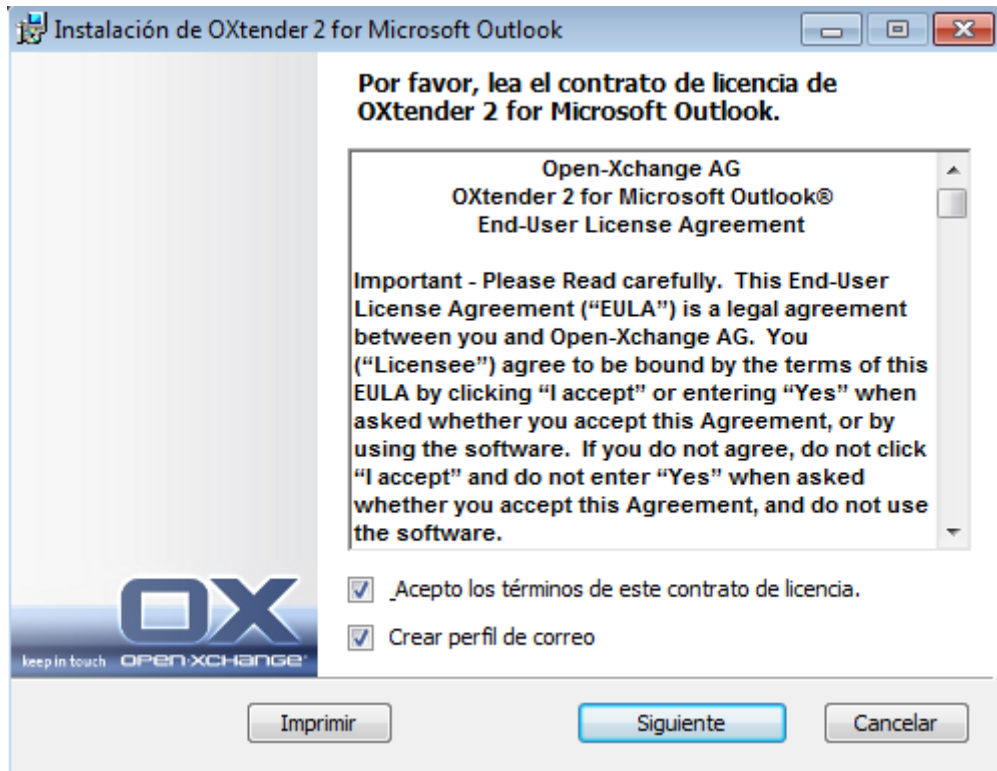 Instalación de OXtender 2 for Microsoft Outlook
Por favor, lea el contrato de licencia de
OXtender 2 for Microsoft Outlook.
Open-Xchange AG
OXtender 2 for Microsoft Outlook®
End-User License Agreement
Important - Please Read carefully.  This End-User
License Agreement (“EULA”) is a legal agreement
between you and Open-Xchange AG.  You
(“Licensee”) agree to be bound by the terms of this
EULA by clicking “I accept” or entering “Yes” when
asked whether you accept this Agreement, or by
using the software.  If you do not agree, do not click
“I accept” and do not enter “Yes” when asked
whether you accept this Agreement, and do not use
the software.
_Acepto los términos de este contrato de licencia.
Crear perfil de correo
OX
keep in touch OPEN-XCHANGE®
Imprimir
Siguiente
Cancelar